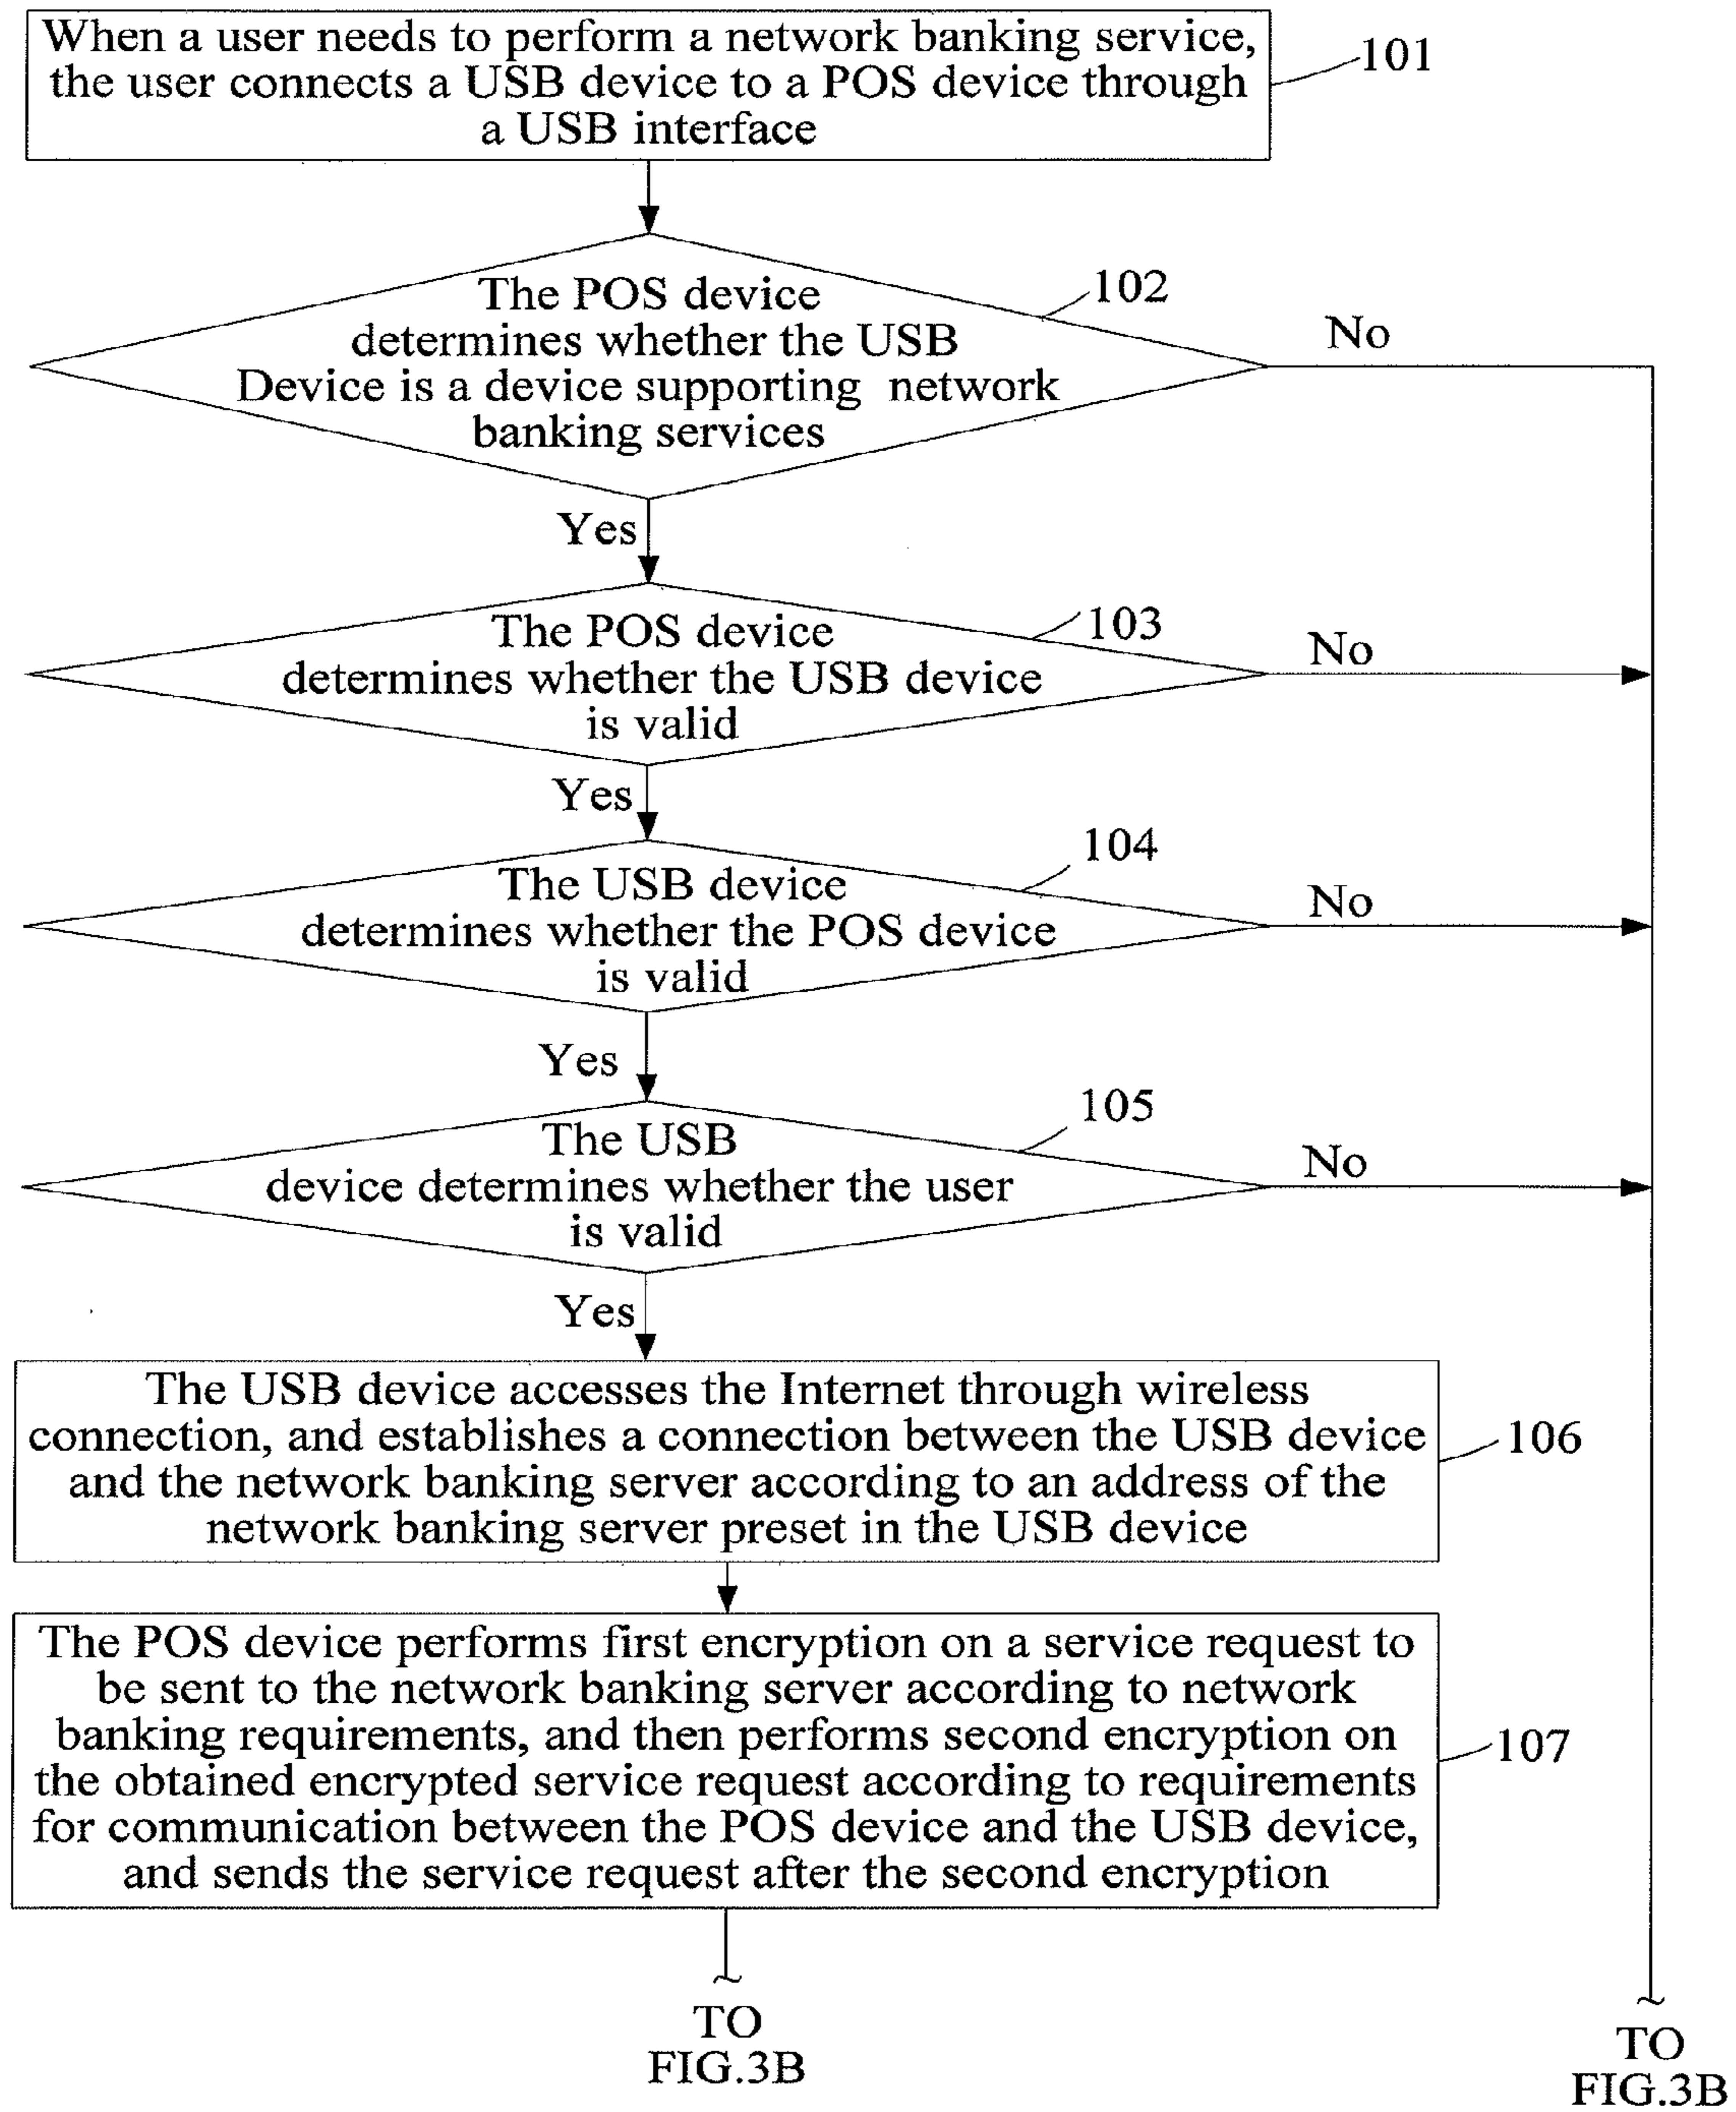 When a user needs to perform a network banking service,
the user connects a USB device to a POS device through
a USB interface
101
The POS device
determines whether the USB
Device is a device supporting network
banking services
102
No
Yes
The POS device
determines whether the USB device
is valid
103
No
Yes
The USB device
determines whether the POS device
is valid
104
No
Yes
The USB
device determines whether the user
is valid
105
No
Yes
The USB device accesses the Internet through wireless
connection, and establishes a connection between the USB device
and the network banking server according to an address of the
network banking server preset in the USB device
106
The POS device performs first encryption on a service request to
be sent to the network banking server according to network
banking requirements, and then performs second encryption on
the obtained encrypted service request according to requirements
for communication between the POS device and the USB device,
and sends the service request after the second encryption
107
TO
FIG.3B
TO
FIG.3B